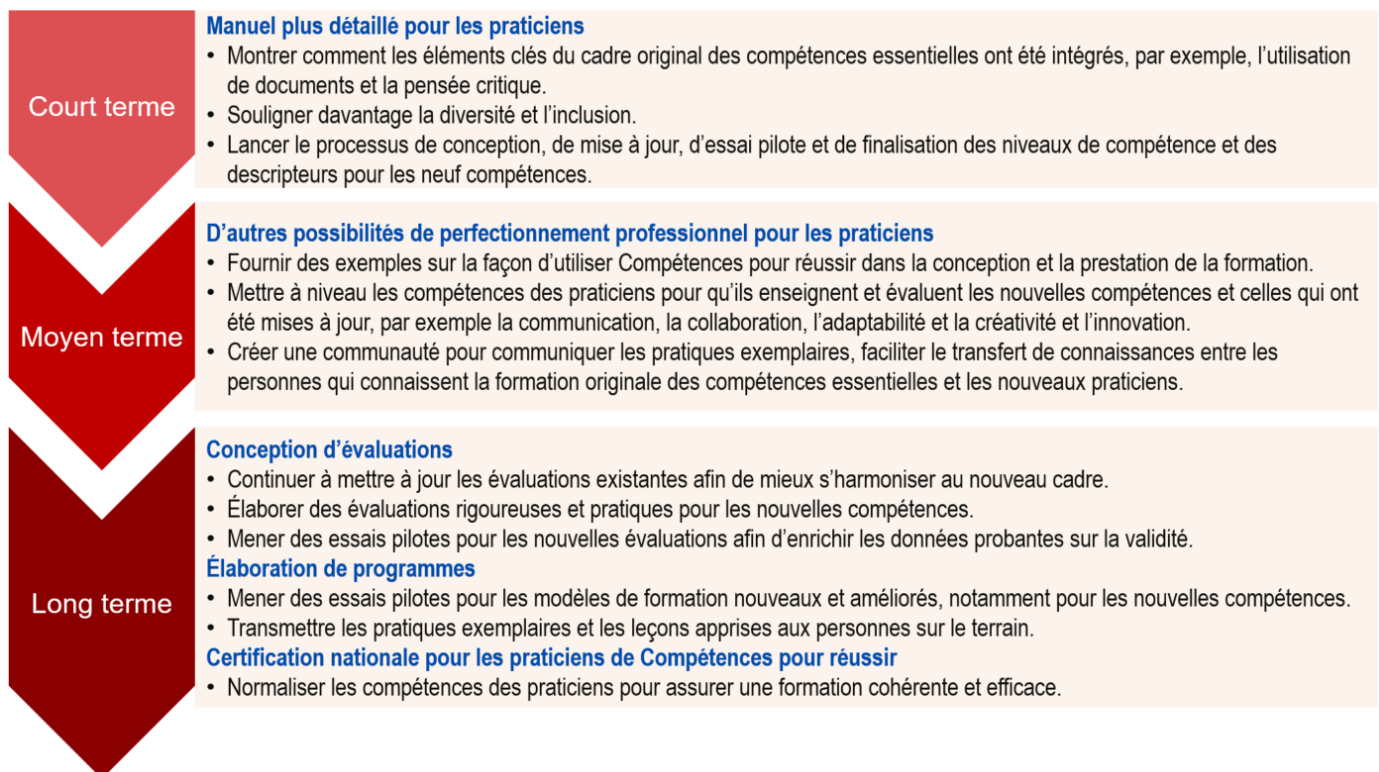 Court terme
Manuel plus détaillé pour les praticiens
• Montrer comment les éléments clés du cadre original des compétences essentielles ont été intégrés, par exemple, l’utilisation
de documents et la pensée critique.
• Souligner davantage la diversité et l’inclusion.
• Lancer le processus de conception, de mise à jour, d’essai pilote et de finalisation des niveaux de compétence et des
descripteurs pour les neuf compétences.
Moyen terme
D’autres possibilités de perfectionnement professionnel pour les praticiens
• Fournir des exemples sur la façon d’utiliser Compétences pour réussir dans la conception et la prestation de la formation.
• Mettre à niveau les compétences des praticiens pour qu’ils enseignent et évaluent les nouvelles compétences et celles qui ont
été mises à jour, par exemple la communication, la collaboration, l’adaptabilité et la créativité et l’innovation.
• Créer une communauté pour communiquer les pratiques exemplaires, faciliter le transfert de connaissances entre les
personnes qui connaissent la formation originale des compétences essentielles et les nouveaux praticiens.
Long terme
Conception d’évaluations
• Continuer à mettre à jour les évaluations existantes afin de mieux s’harmoniser au nouveau cadre.
• Élaborer des évaluations rigoureuses et pratiques pour les nouvelles compétences.
• Mener des essais pilotes pour les nouvelles évaluations afin d’enrichir les données probantes sur la validité.
Élaboration de programmes
• Mener des essais pilotes pour les modèles de formation nouveaux et améliorés, notamment pour les nouvelles compétences.
• Transmettre les pratiques exemplaires et les leçons apprises aux personnes sur le terrain.
Certification nationale pour les praticiens de Compétences pour réussir
• Normaliser les compétences des praticiens pour assurer une formation cohérente et efficace.